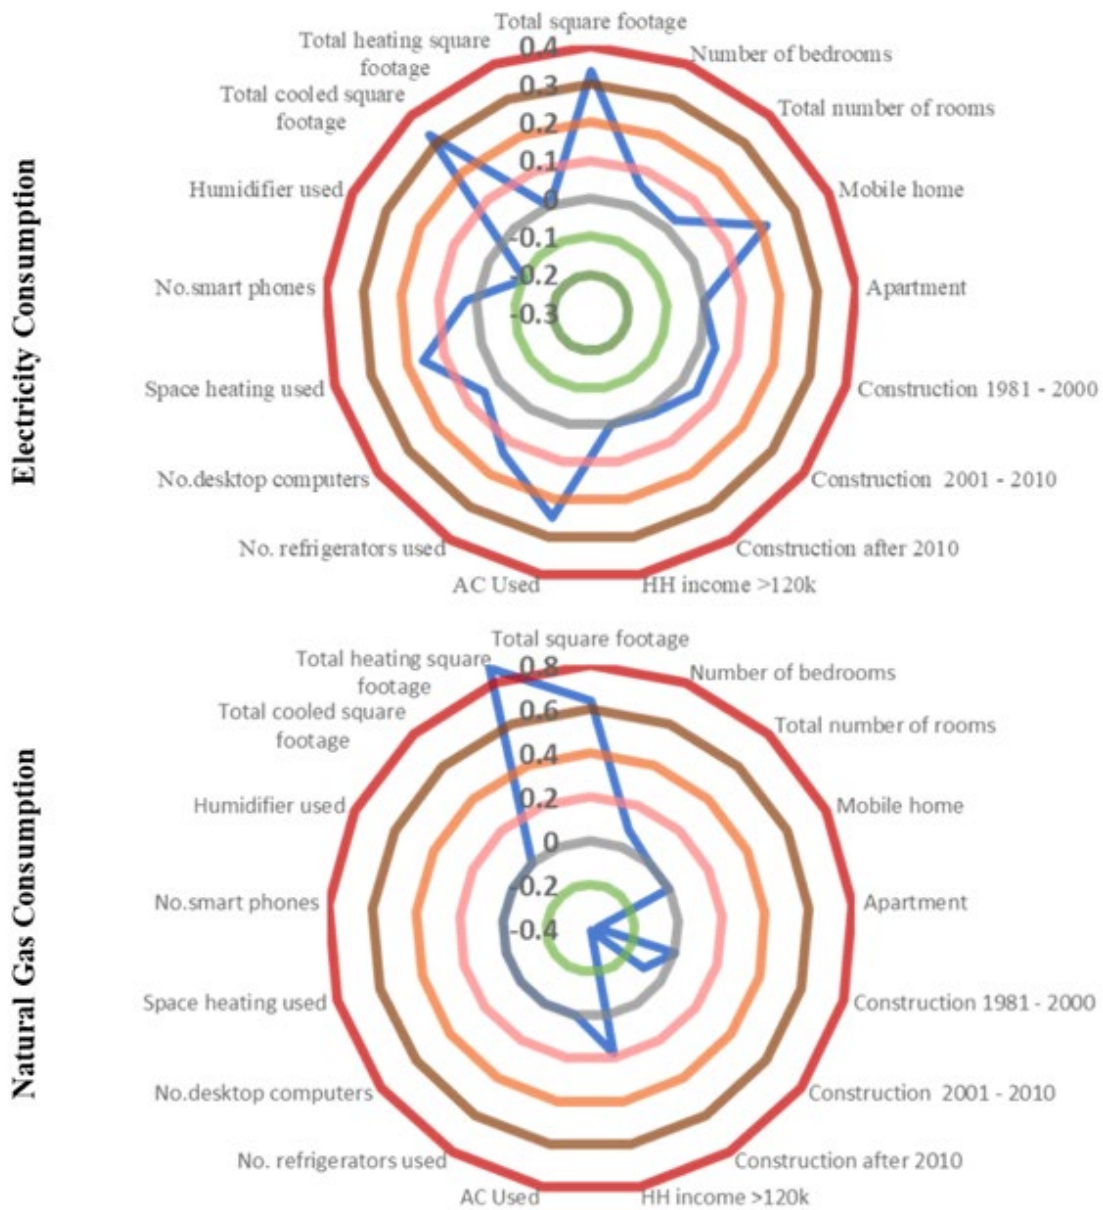 Electricity Consumption
Total square footage
Number of bedrooms
Total number of rooms
Mobile home
Apartment
Construction 1981 - 2000
Construction 2001 - 2010
Construction after 2010
HH income >120k
AC Used
No. refrigerators used
No.desktop computers
Space heating used
No.smart phones
Humidifier used
Total cooled square
footage
Total heating square
footage
0.4
0.3
0.2
0.1
0
-0.1
-0.2
-0.3
Natural Gas Consumption
Total square footage
Number of bedrooms
Total number of rooms
Mobile home
Apartment
Construction 1981 - 2000
Construction 2001 - 2010
Construction after 2010
HH income >120k
AC Used
No. refrigerators used
No.desktop computers
Space heating used
No.smart phones
Humidifier used
Total cooled square
footage
Total heating square
footage
0.8
0.6
0.4
0.2
0
-0.2
-0.4